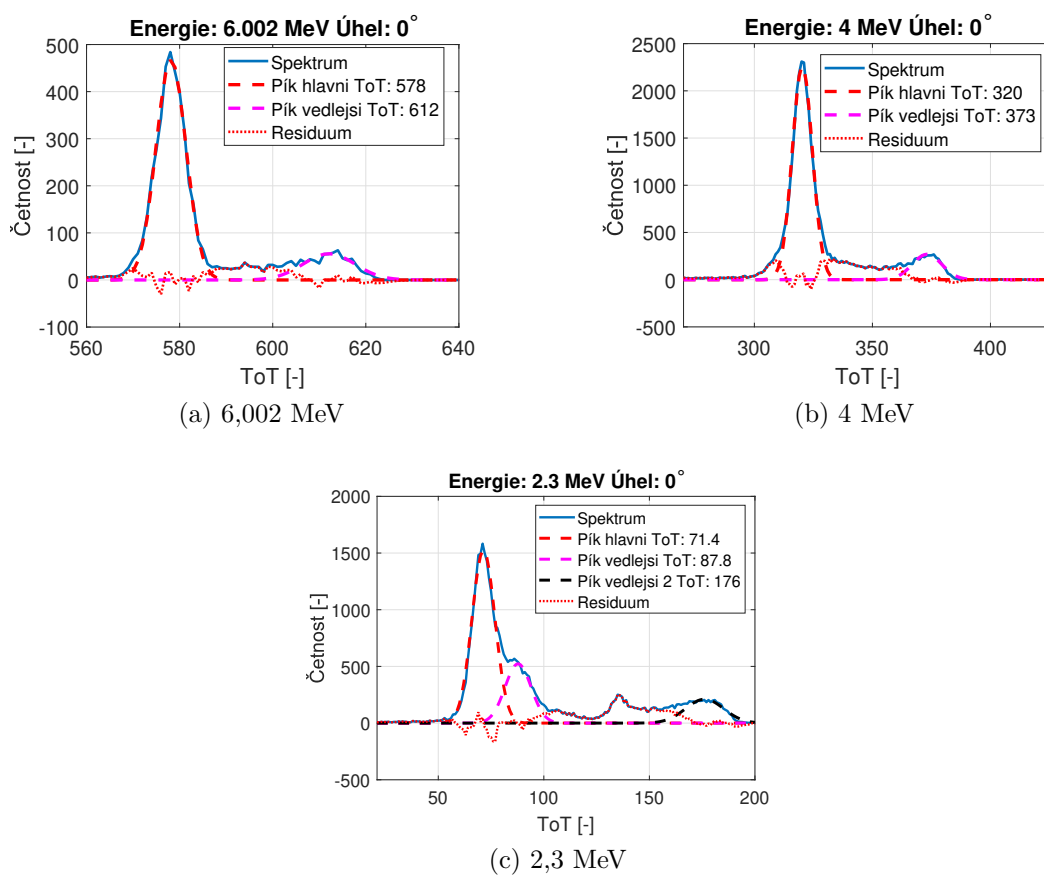 Energie: 6.002 MeV Úhel: 0°
500
400
300
200
100
0
-100
560
580
600
620
640
Četnost [-]
ToT [-]
Spektrum
Pík hlavni ToT: 578
Pík vedlejsi ToT: 612
Residuum
(a) 6,002 MeV
Energie: 4 MeV Úhel: 0°
2500
2000
1500
1000
500
0
-500
300
350
400
Četnost [-]
ToT [-]
Spektrum
Pík hlavni ToT: 320
Pík vedlejsi ToT: 373
Residuum
(b) 4 MeV
Energie: 2.3 MeV Úhel: 0°
2000
1500
1000
500
0
-500
50
100
150
200
Četnost [-]
ToT [-]
Spektrum
Pík hlavni ToT: 71.4
Pík vedlejsi ToT: 87.8
Pík vedlejsi 2 ToT: 176
Residuum
(c) 2,3 MeV